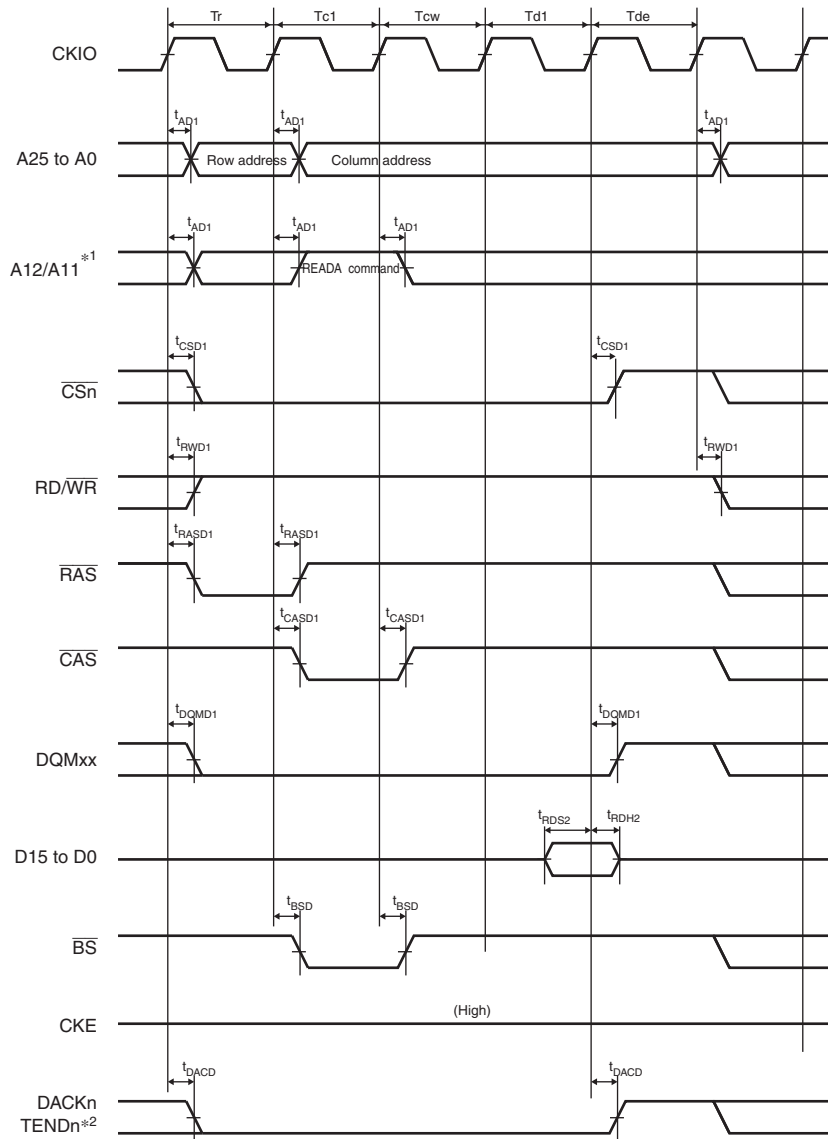 Tr Tc1 Tcw Td1 Tde
CKIO
tAD1 tAD1 tAD1
A25 to A0 Row address Column address
tAD1 tAD1 tAD1
A12/A11*1 READA command
tCSD1 tCSD1
CSn
tRWD1 tRWD1
RD/WR
tRASD1 tRASD1
RAS
tCASD1 tCASD1
CAS
tDQMD1 tDQMD1
DQMxx
tRDS2 tRDH2
D15 to D0
tBSD tBSD
BS
(High)
CKE
tDACD tDACD
DACKn
TENDn*2